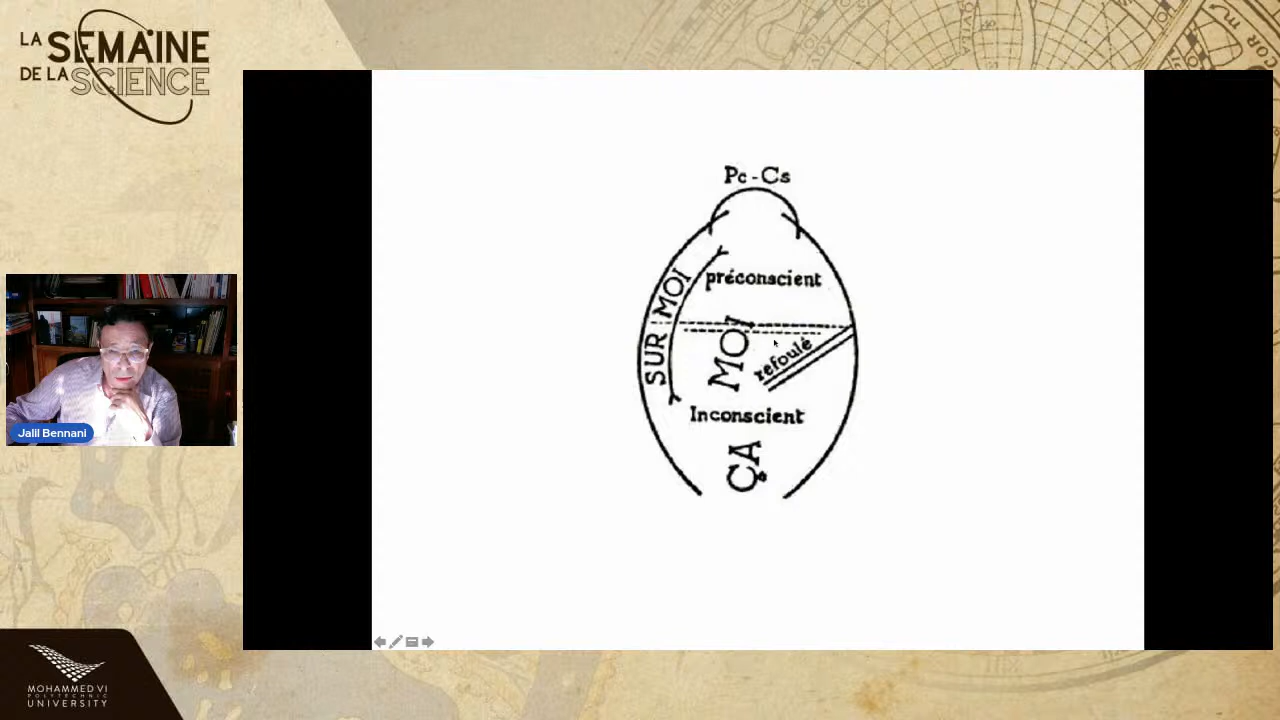 LA SEMAINE
DE LA SCIENCE
Pc - Cs
préconscient
SUR MOI
MOI
refoulé
Inconscient
ÇA
Jalil Bennani
MOHAMMED VI
POLYTECHNIC
UNIVERSITY